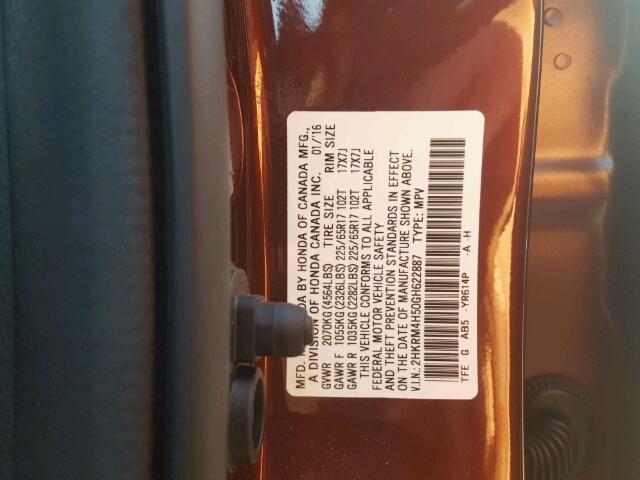 MFD. DA BY HONDA OF CANADA MFG.,
A DIVISION OF HONDA CANADA INC. 01/'16
GVWR 2070KG(4564LBS) TIRE SIZE RIM SIZE
GAWR F 1055KG(2326LBS) 225/65R17 102T 17X7J
GAWR R 1035KG(2282LBS) 225/65R17 102T 17X7J
THIS VEHICLE CONFORMS TO ALL APPLICABLE
FEDERAL MOTOR VEHICLE SAFETY
AND THEFT PREVENTION STANDARDS IN EFFECT
ON THE DATE OF MANUFACTURE SHOWN ABOVE.
V.I.N.: 2HKRM4H50GH622887 TYPE: MPV
TFE G AB5 -YR614P -A -H